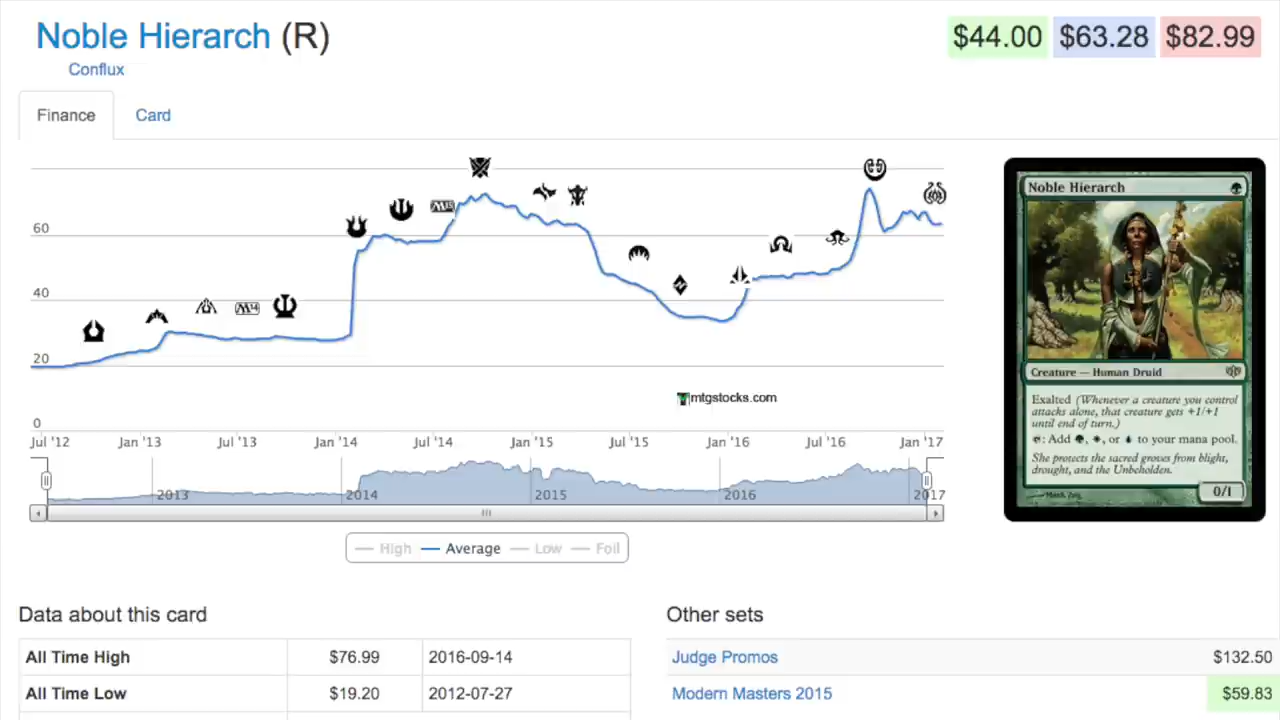 Noble Hierarch (R)
$44.00 $63.28 $82.99
Conflux
Finance Card
60
40
20
0
mtgstocks.com
Jul '12 Jan '13 Jul '13 Jan '14 Jul '14 Jan '15 Jul '15 Jan '16 Jul '16 Jan '17
2013 2014 2015 2016 2017
High Average Low Foil
Noble Hierarch
Creature — Human Druid
Exalted (Whenever a creature you control
attacks alone, that creature gets +1/+1
until end of turn.)
: Add , , or to your mana pool.
She protects the sacred groves from blight,
drought, and the Unbeholden.
0/1
Data about this card
All Time High $76.99 2016-09-14
All Time Low $19.20 2012-07-27
Other sets
Judge Promos $132.50
Modern Masters 2015 $59.83